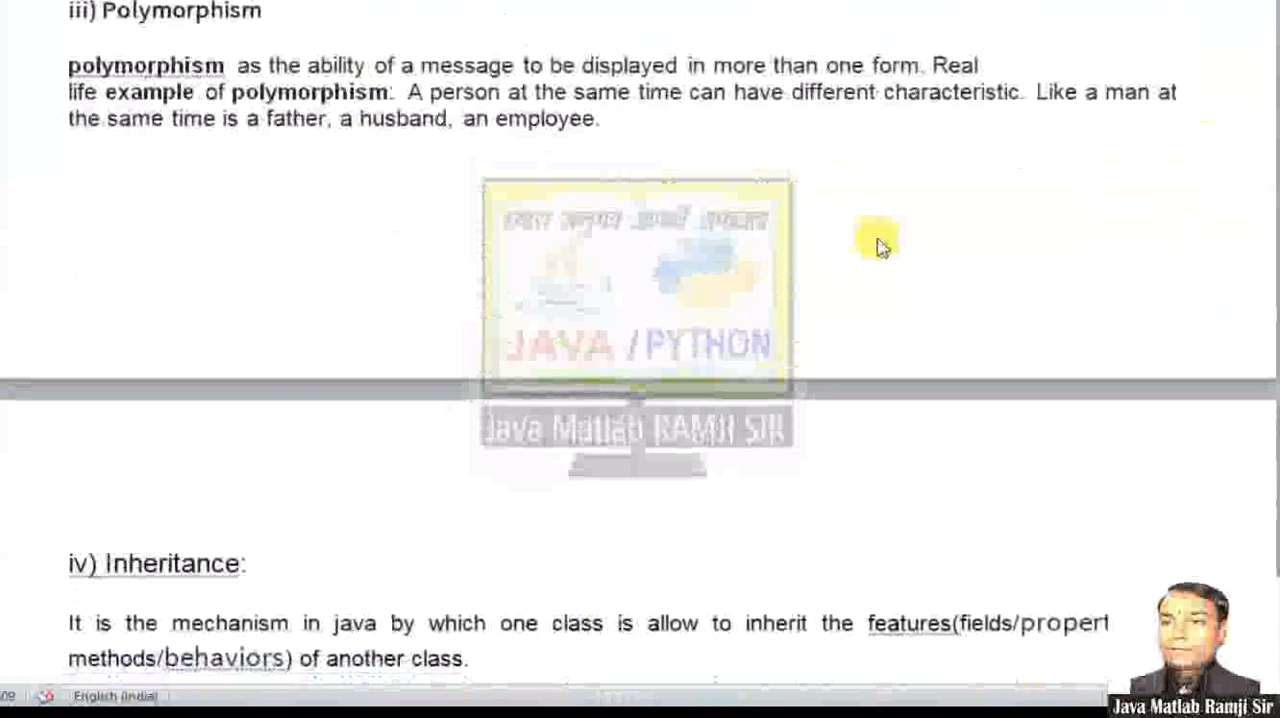 iii) Polymorphism
polymorphism as the ability of a message to be displayed in more than one form. Real
life example of polymorphism: A person at the same time can have different characteristic. Like a man at
the same time is a father, a husband, an employee.
JAVA / PYTHON
Java Matlab RAMJI SIR
iv) Inheritance:
It is the mechanism in java by which one class is allow to inherit the features(fields/propert
methods/behaviors) of another class.
English (India)
Java Matlab Ramji Sir